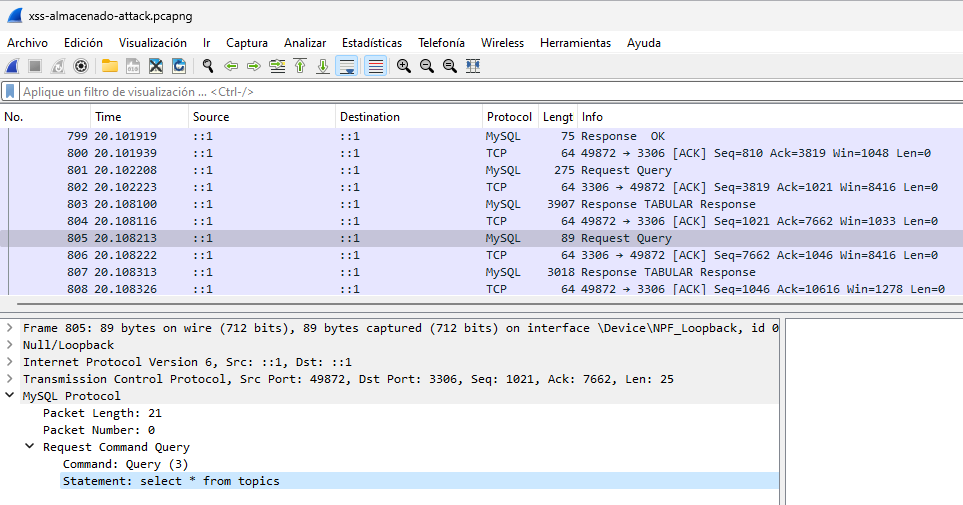 xss-almacenado-attack.pcapng
Archivo Edición Visualización Ir Captura Analizar Estadísticas Telefonía Wireless Herramientas Ayuda
Aplique un filtro de visualización ... <Ctrl-/>
No. Time Source Destination Protocol Lengt Info
799 20.101919 ::1 ::1 MySQL 75 Response OK
800 20.101939 ::1 ::1 TCP 64 49872 → 3306 [ACK] Seq=810 Ack=3819 Win=1048 Len=0
801 20.102208 ::1 ::1 MySQL 275 Request Query
802 20.102223 ::1 ::1 TCP 64 3306 → 49872 [ACK] Seq=3819 Ack=1021 Win=8416 Len=0
803 20.108100 ::1 ::1 MySQL 3907 Response TABULAR Response
804 20.108116 ::1 ::1 TCP 64 49872 → 3306 [ACK] Seq=1021 Ack=7662 Win=1033 Len=0
805 20.108213 ::1 ::1 MySQL 89 Request Query
806 20.108222 ::1 ::1 TCP 64 3306 → 49872 [ACK] Seq=7662 Ack=1046 Win=8416 Len=0
807 20.108313 ::1 ::1 MySQL 3018 Response TABULAR Response
808 20.108326 ::1 ::1 TCP 64 49872 → 3306 [ACK] Seq=1046 Ack=10616 Win=1278 Len=0
Frame 805: 89 bytes on wire (712 bits), 89 bytes captured (712 bits) on interface \Device\NPF_Loopback, id 0
Null/Loopback
Internet Protocol Version 6, Src: ::1, Dst: ::1
Transmission Control Protocol, Src Port: 49872, Dst Port: 3306, Seq: 1021, Ack: 7662, Len: 25
MySQL Protocol
Packet Length: 21
Packet Number: 0
Request Command Query
Command: Query (3)
Statement: select * from topics